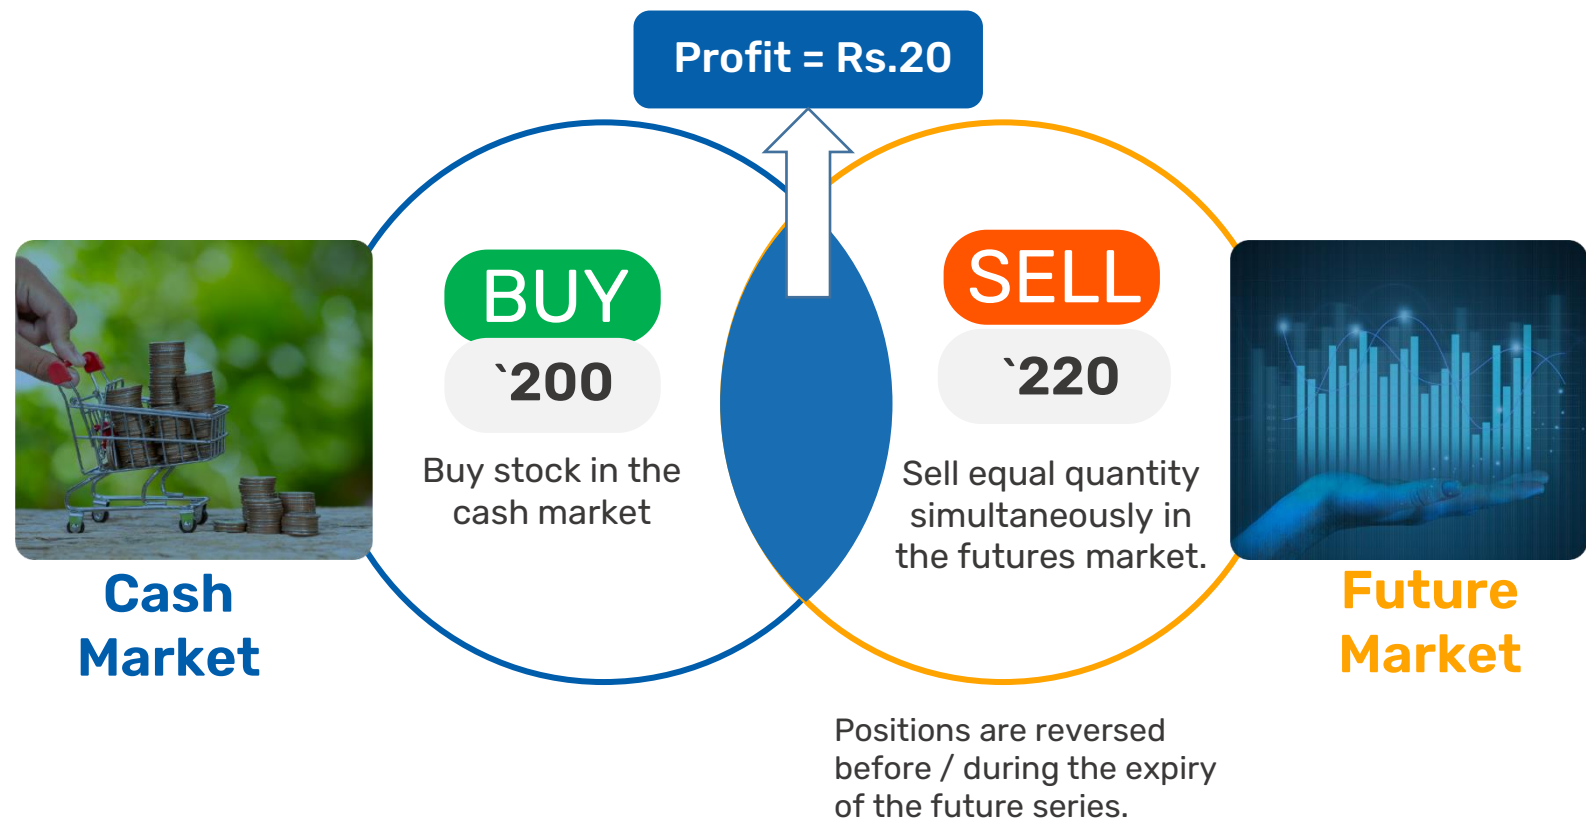 Profit = Rs.20
BUY
`200
Buy stock in the
cash market
SELL
`220
Sell equal quantity
simultaneously in
the futures market.
Cash
Market
Future
Market
Positions are reversed
before / during the expiry
of the future series.